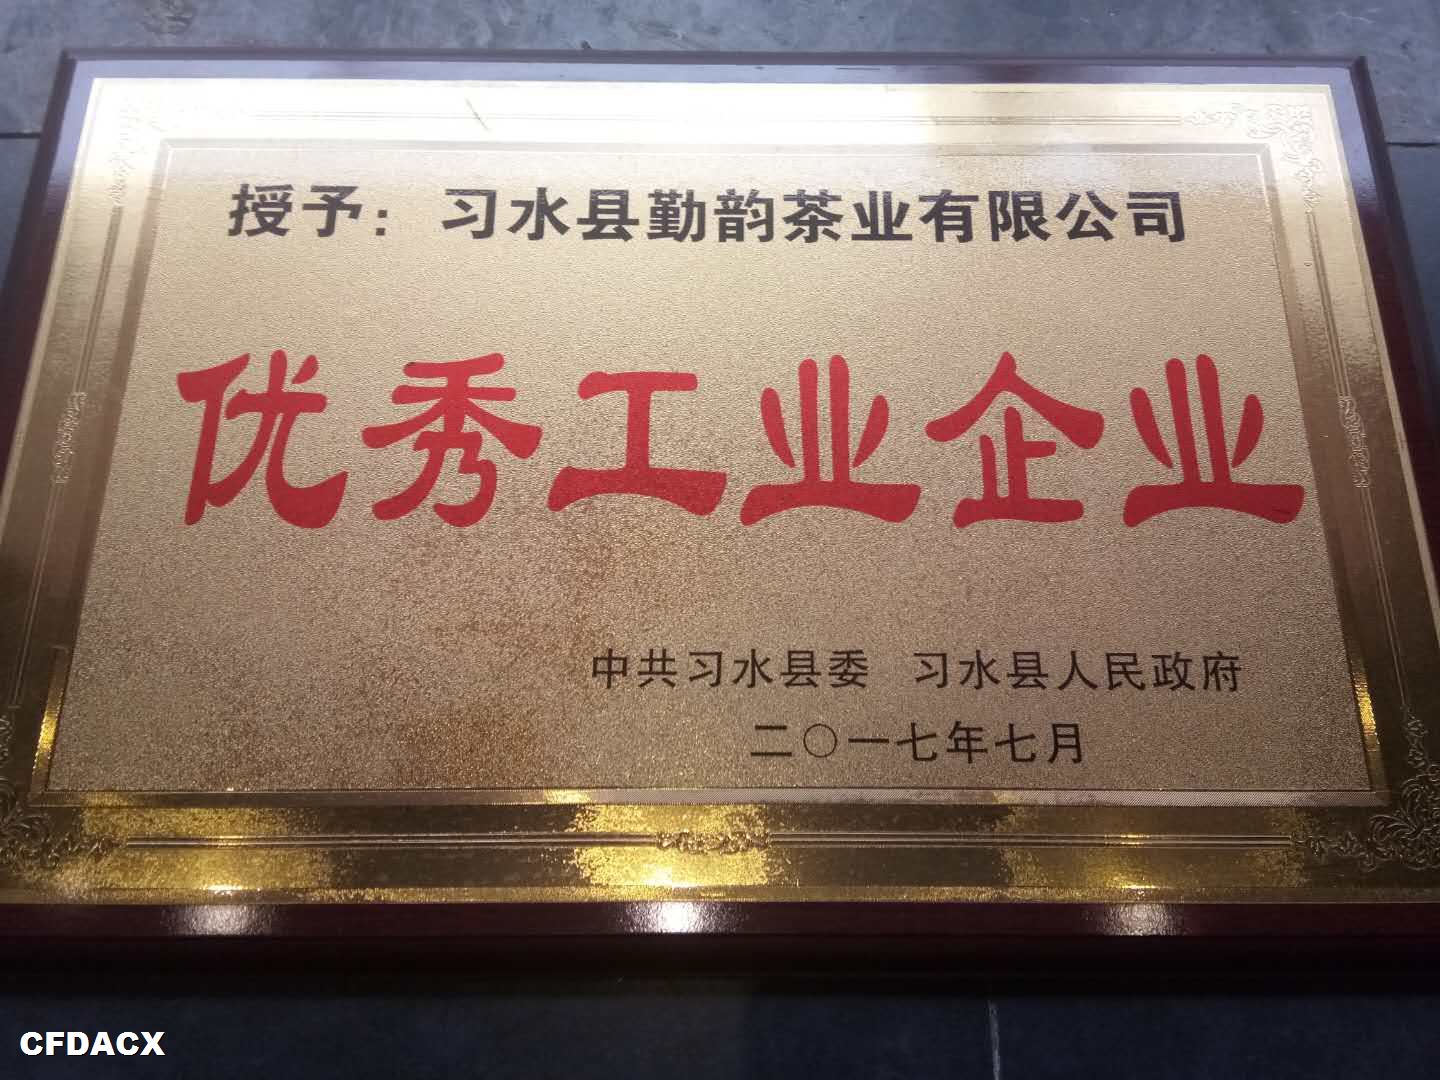 授予：习水县勤韵茶业有限公司
优秀工业企业
中共习水县委 习水县人民政府
二〇一七年七月
CFDACX